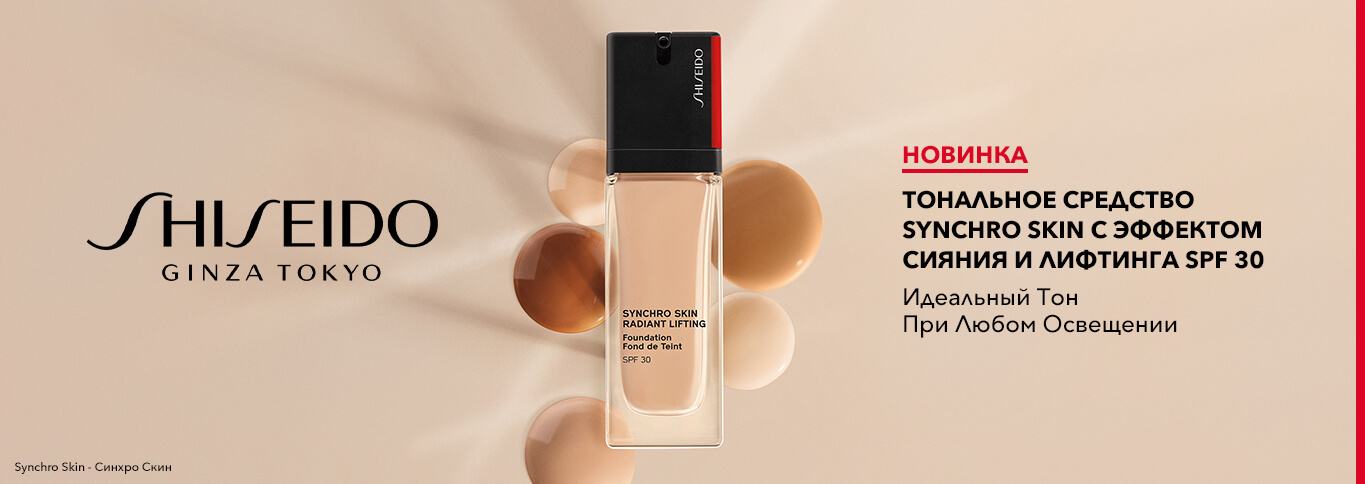 SHISEIDO
GINZA TOKYO
SHISEIDO
SYNCHRO SKIN
RADIANT LIFTING
Foundation
Fond de Teint
SPF 30
НОВИНКА
ТОНАЛЬНОЕ СРЕДСТВО
SYNCHRO SKIN С ЭФФЕКТОМ
СИЯНИЯ И ЛИФТИНГА SPF 30
Идеальный Тон
При Любом Освещении
Synchro Skin - Синхро Скин